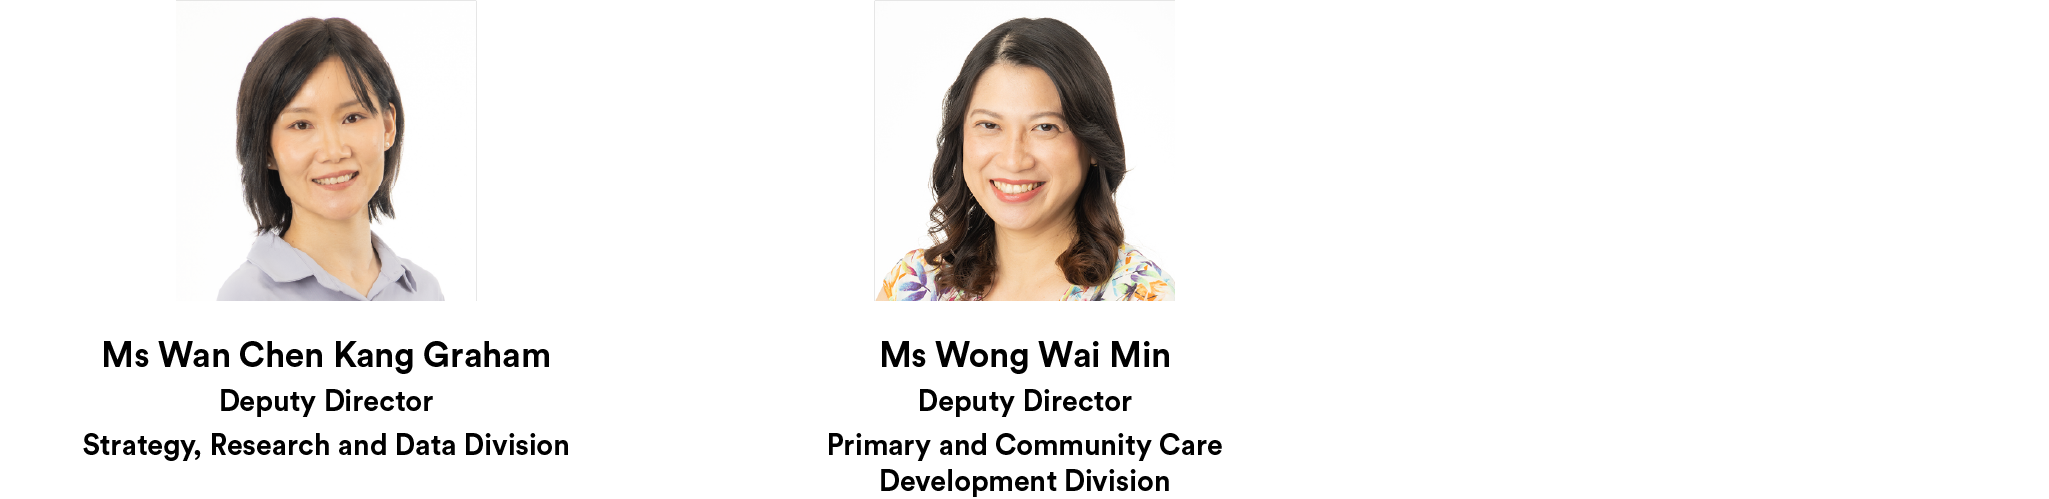 Ms Wan Chen Kang Graham
Deputy Director
Strategy, Research and Data Division
Ms Wong Wai Min
Deputy Director
Primary and Community Care
Development Division